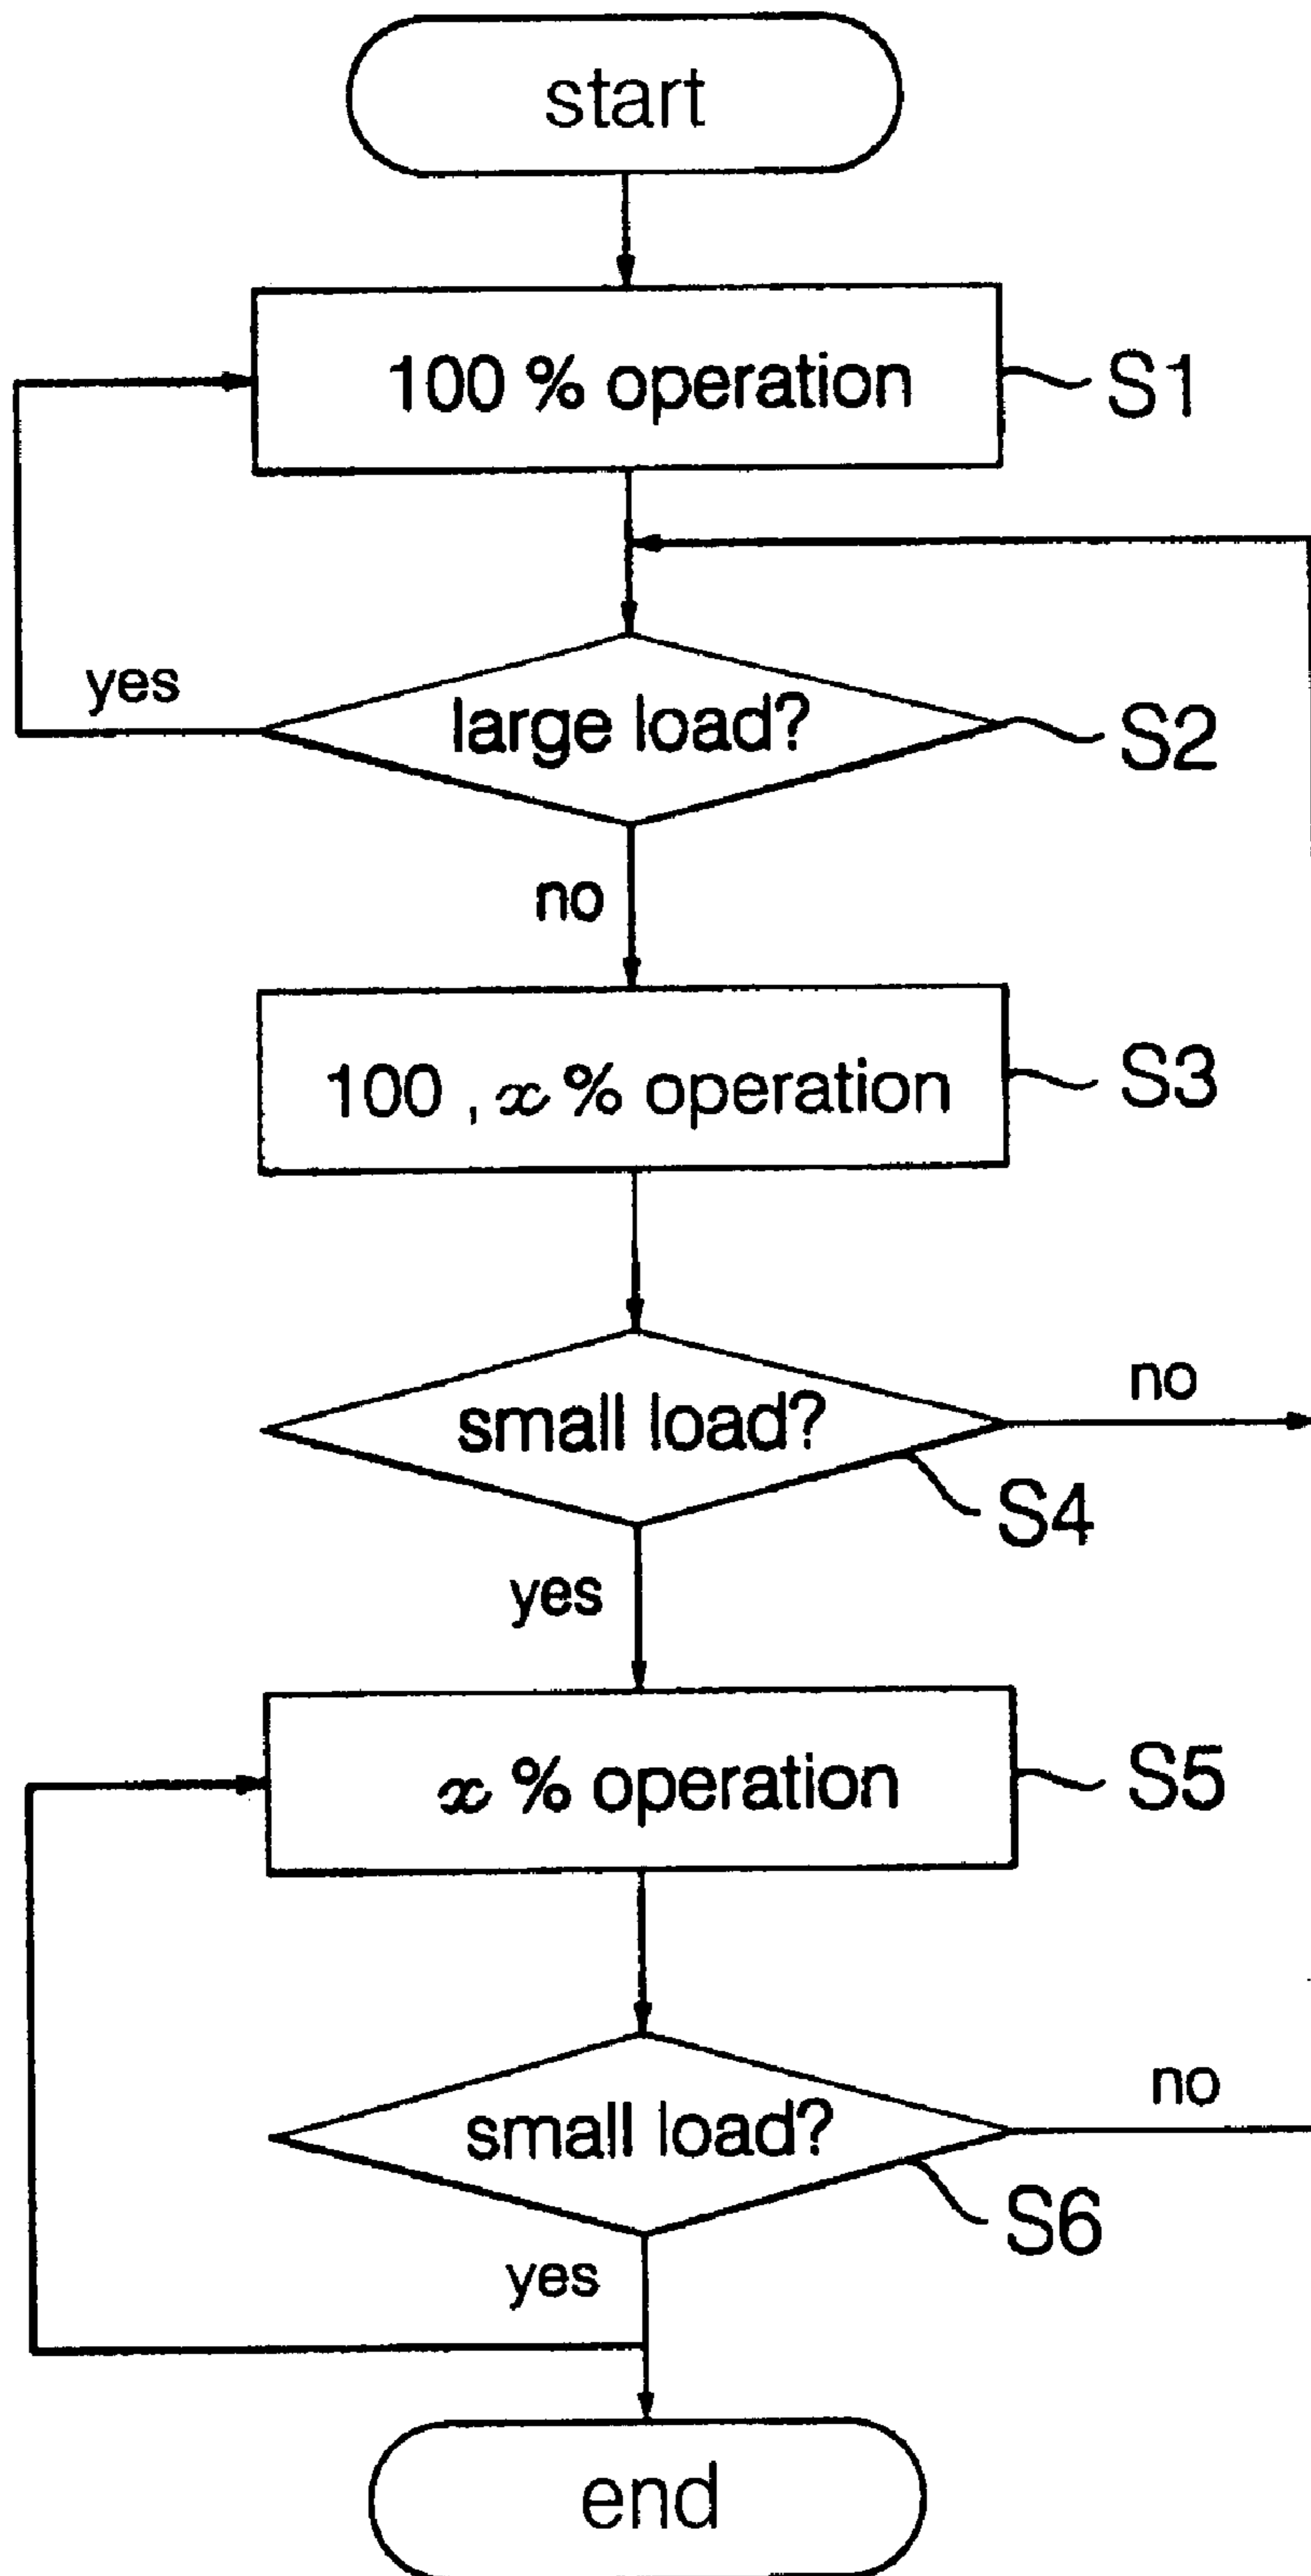 start
100 % operation
S1
yes
large load?
S2
no
100 , x % operation
S3
small load?
no
S4
yes
x % operation
S5
small load?
no
S6
yes
end